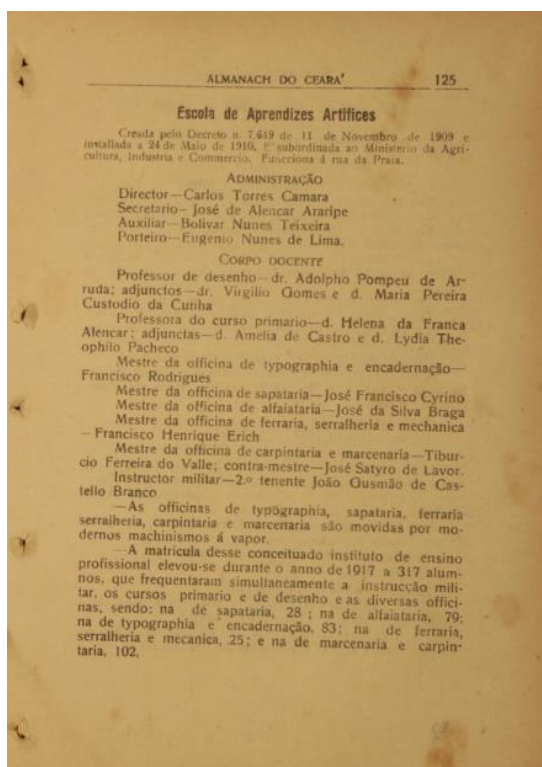 ALMANACH DO CEARA' 125
Escola de Aprendizes Artifices
Creada pelo Decreto n. 7.649 de 11 de Novembro de 1909 e
installada a 24 de Maio de 1910. E' subordinada ao Ministerio da Agri-
cultura, Industria e Commercio. Funcciona á rua da Praia.
ADMINISTRAÇÃO
Director—Carlos Torres Camara
Secretario—José de Alencar Araripe
Auxiliar—Bolivar Nunes Teixeira
Porteiro—Eugenio Nunes de Lima.
CORPO DOCENTE
Professor de desenho—dr. Adolpho Pompeu de Ar-
ruda; adjunctos—dr. Virgilio Gomes e d. Maria Pereira
Custodio da Cunha
Professora do curso primario—d. Helena da Franca
Alencar; adjunctas—d. Amelia de Castro e d. Lydia The-
ophilo Pacheco
Mestre da officina de typographia e encadernação—
Francisco Rodrigues
Mestre da officina de sapataria—José Francisco Cyrino
Mestre da officina de alfaiataria—José da Silva Braga
Mestre da officina de ferraria, serralheria e mechanica
—Francisco Henrique Erich
Mestre da officina de carpintaria e marcenaria—Tibur-
cio Ferreira do Valle; contra-mestre—José Satyro de Lavor.
Instructor militar—2.º tenente João Gusmão de Cas-
tello Branco
—As officinas de typographia, sapataria, ferraria
serralheria, carpintaria e marcenaria são movidas por mo-
dernos machinismos á vapor.
—A matricula desse conceituado instituto de ensino
profissional elevou-se durante o anno de 1917 a 317 alum-
nos, que frequentaram simultaneamente a instrucção mili-
tar, os cursos primario e de desenho e as diversas offici-
nas, sendo: na de sapataria, 28; na de alfaiataria, 79;
na de typographia e encadernação, 83; na de ferraria,
serralheria e mecanica, 25; e na de marcenaria e carpin-
taria, 102.